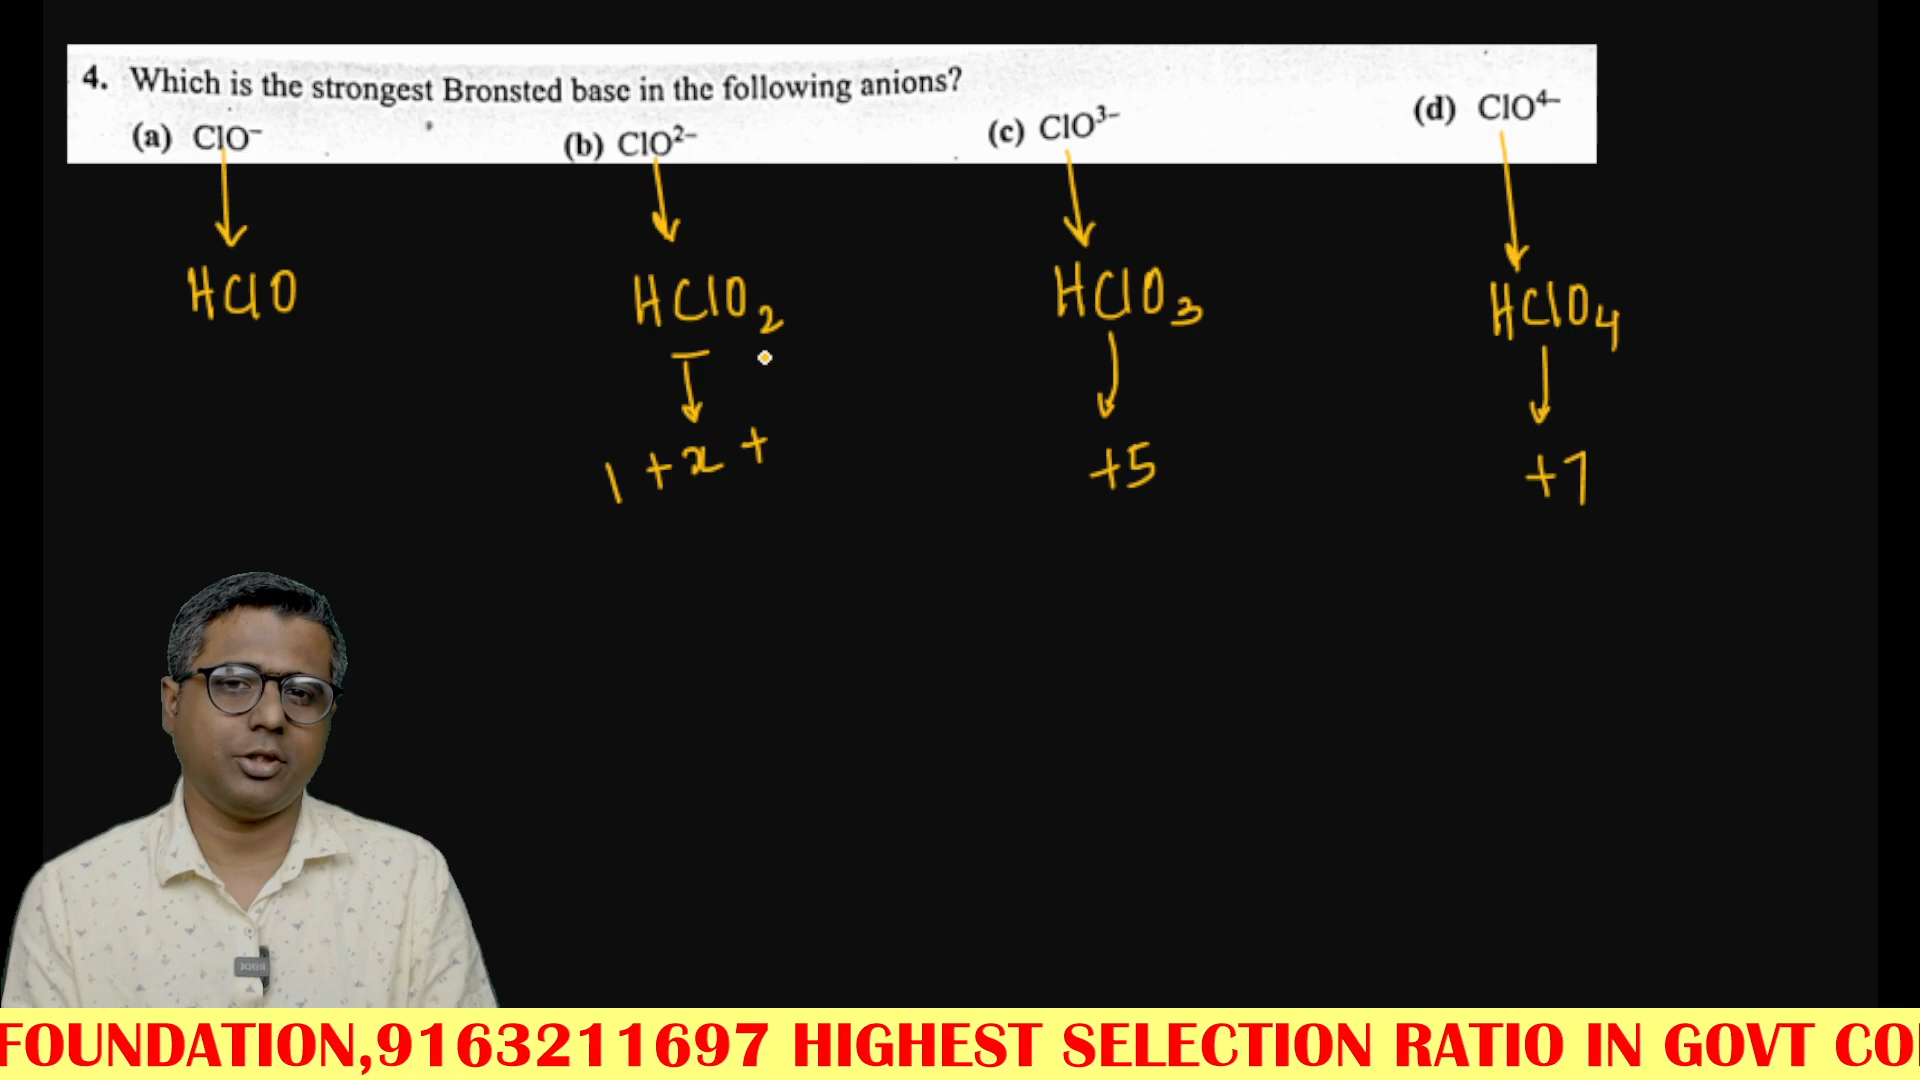 4. Which is the strongest Bronsted base in the following anions?
(a) ClO⁻ (b) ClO²⁻ (c) ClO³⁻ (d) ClO⁴⁻
HClO HClO₂ HClO₃ HClO₄
1 + x + +5 +7
FOUNDATION,9163211697 HIGHEST SELECTION RATIO IN GOVT CO